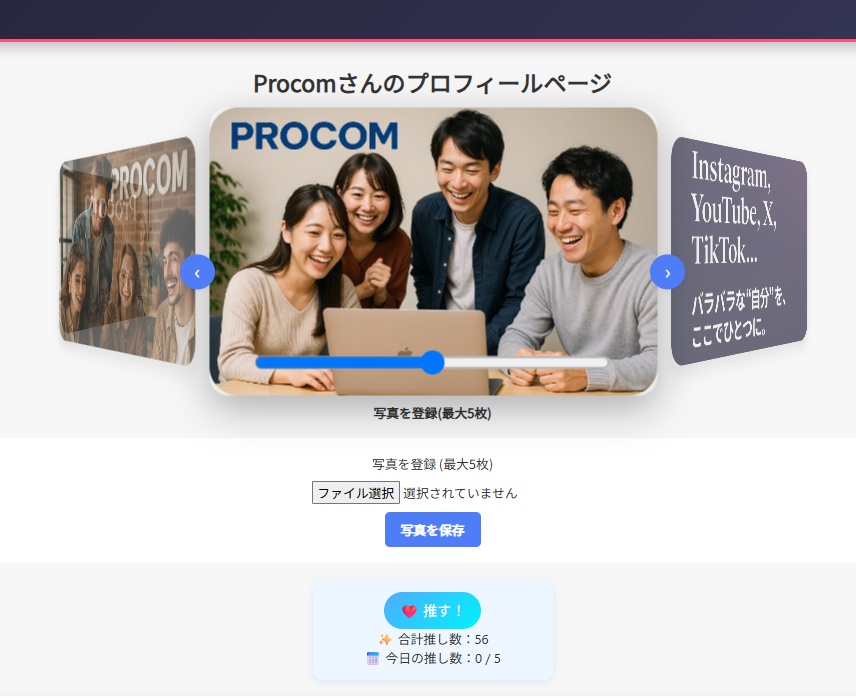 Procomさんのプロフィールページ
PROCOM
PROCOM
Instagram,
YouTube, X,
TikTok...
バラバラな“自分”を、
ここでひとつに。
‹
›
写真を登録(最大5枚)
写真を登録 (最大5枚)
ファイル選択 選択されていません
写真を保存
推す！
合計推し数：56
今日の推し数：0 / 5